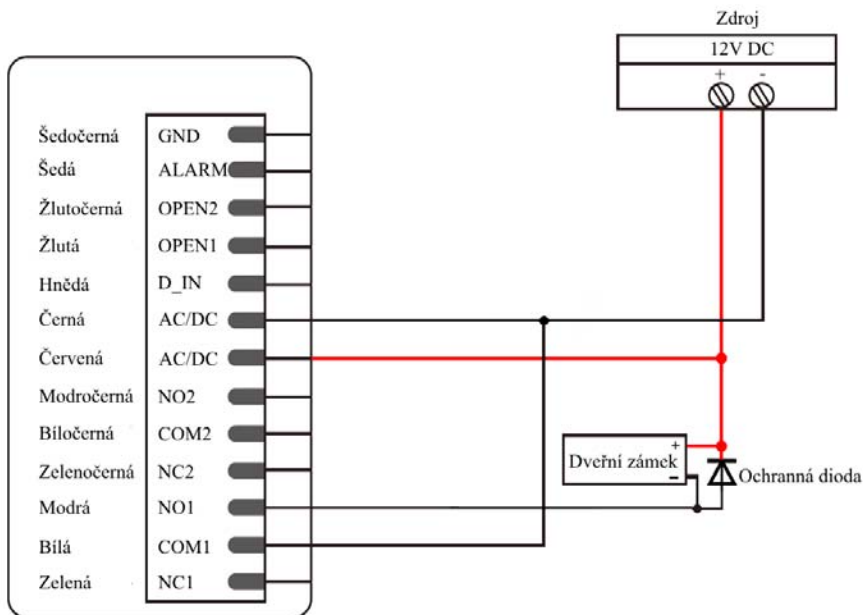 Zdroj
12V DC
+ -
Šedočerná GND
Šedá ALARM
Žlutočerná OPEN2
Žlutá OPEN1
Hnědá D_IN
Černá AC/DC
Červená AC/DC
Modročerná NO2
Bíločerná COM2
Zelenočerná NC2
Modrá NO1
Bílá COM1
Zelená NC1
+
Dveřní zámek
-
Ochranná dioda